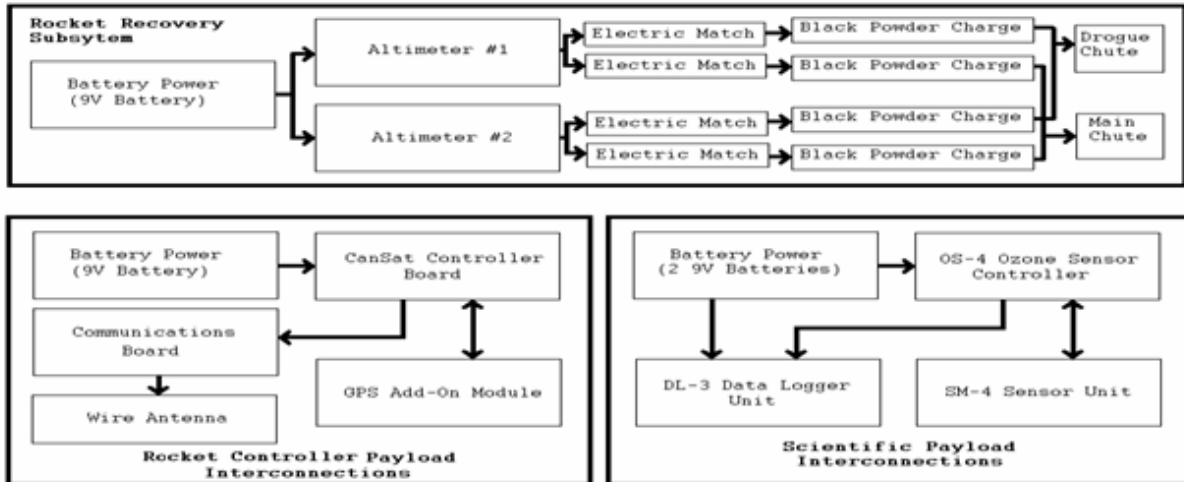 Rocket Recovery
Subsytem
Battery Power
(9V Battery)
Altimeter #1
Altimeter #2
Electric Match
Electric Match
Electric Match
Electric Match
Black Powder Charge
Black Powder Charge
Black Powder Charge
Black Powder Charge
Drogue
Chute
Main
Chute
Battery Power
(9V Battery)
CanSat Controller
Board
Communications
Board
GPS Add-On Module
Wire Antenna
Rocket Controller Payload
Interconnections
Battery Power
(2 9V Batteries)
OS-4 Ozone Sensor
Controller
DL-3 Data Logger
Unit
SM-4 Sensor Unit
Scientific Payload
Interconnections